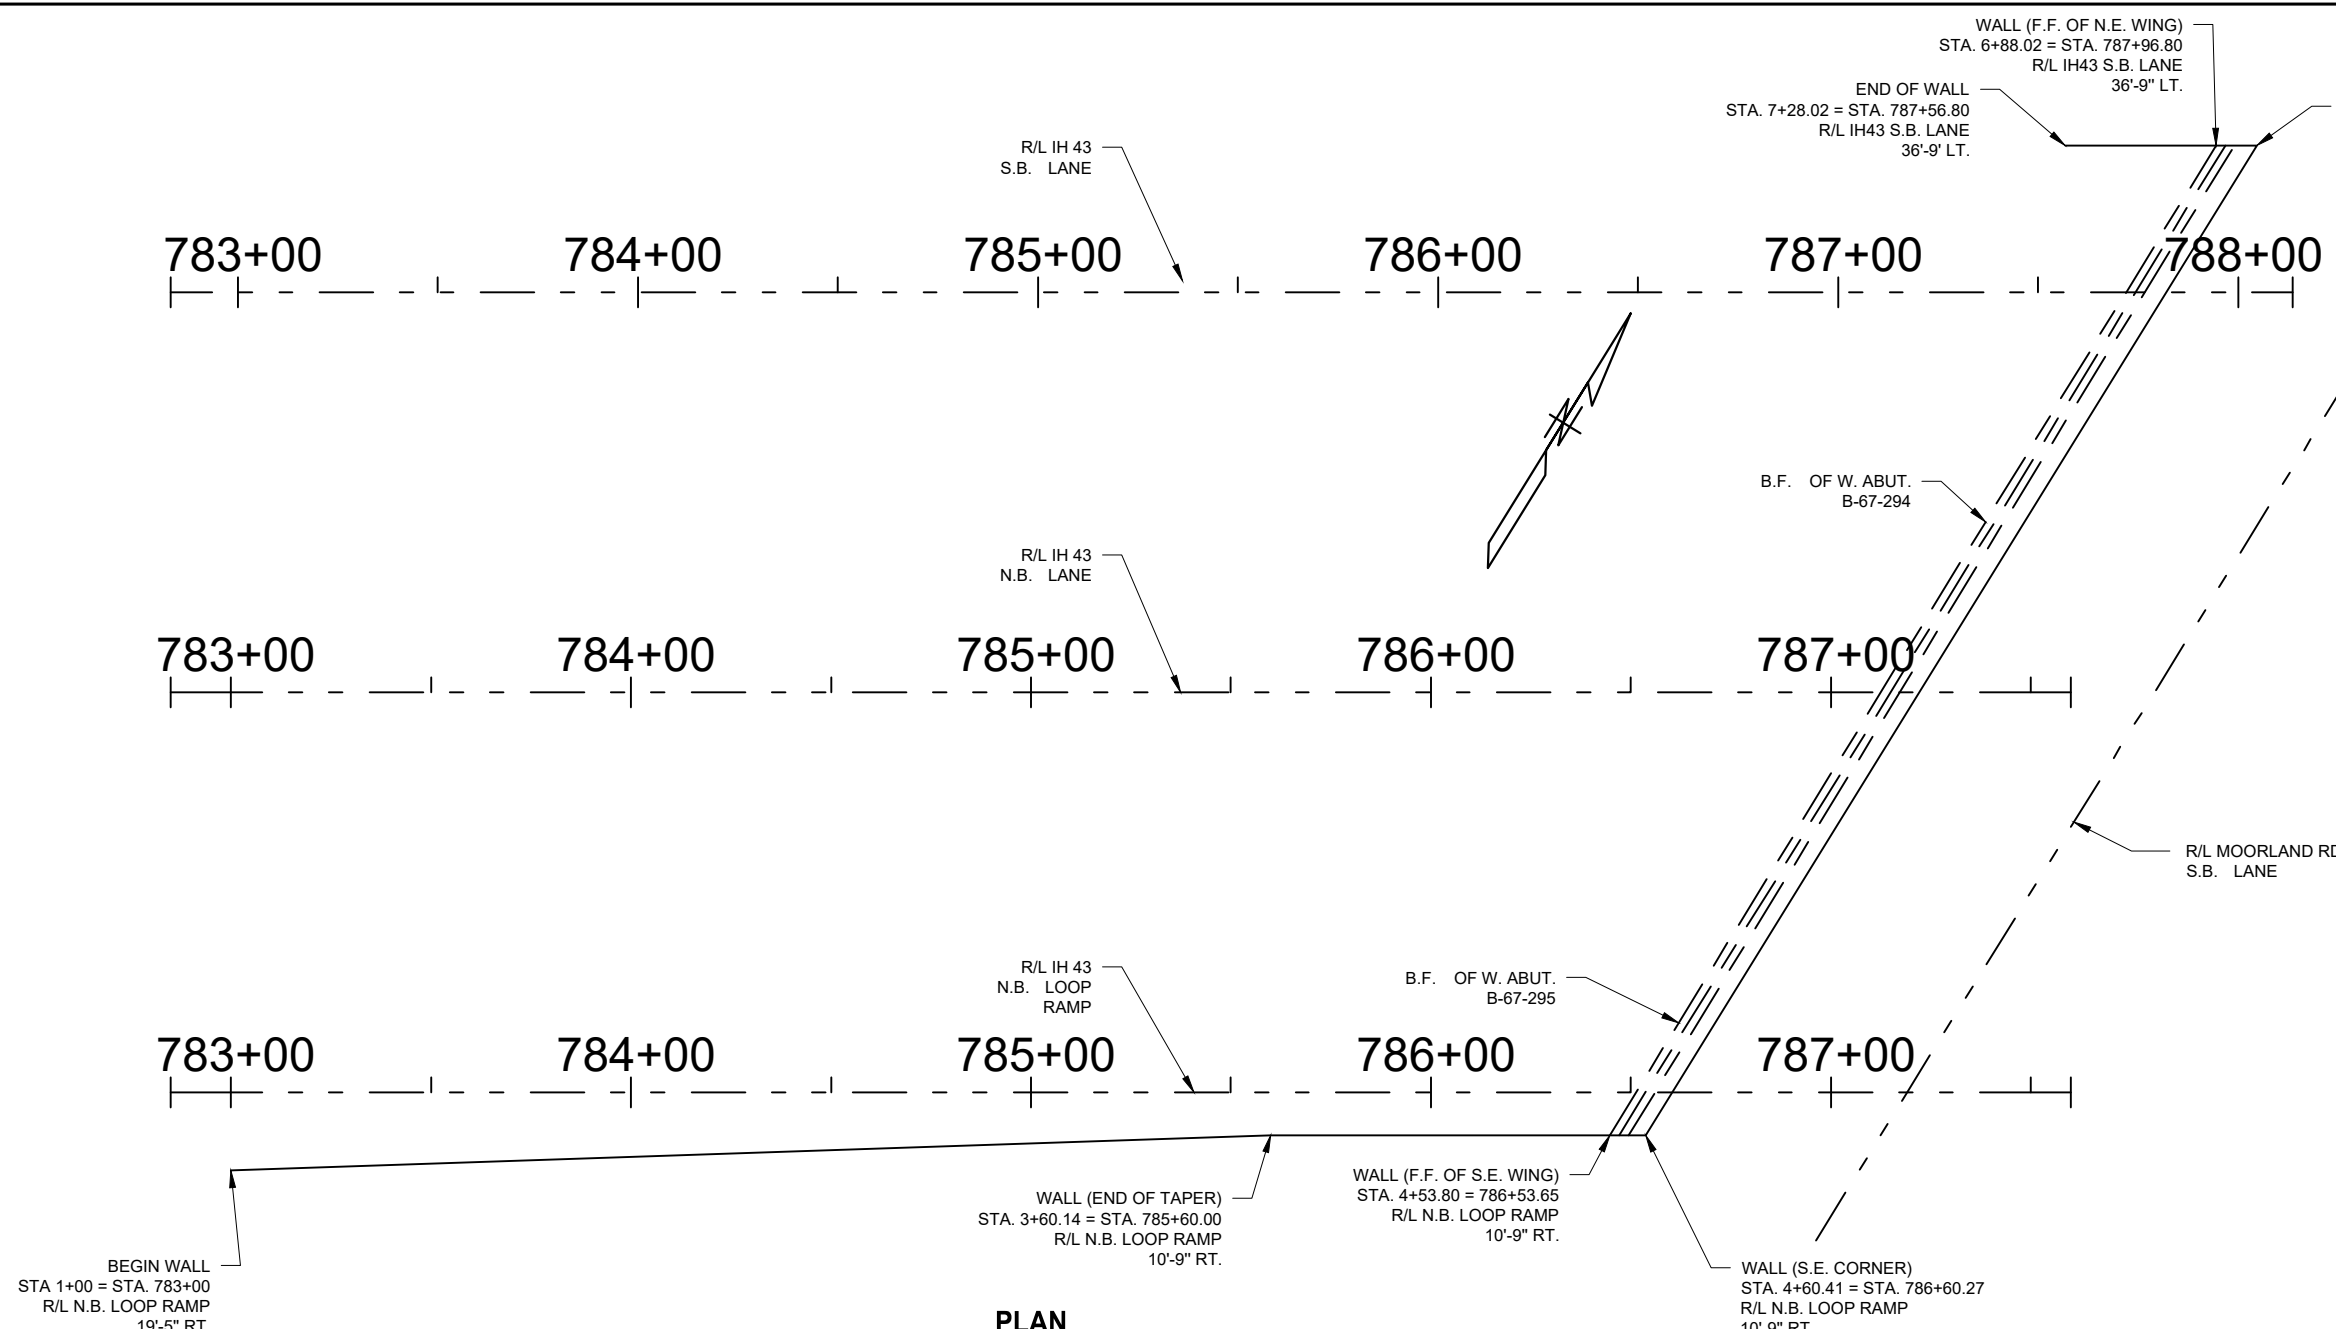 WALL (F.F. OF N.E. WING)
STA. 6+88.02 = STA. 787+96.80
R/L IH43 S.B. LANE
36'-9" LT.
END OF WALL
STA. 7+28.02 = STA. 787+56.80
R/L IH43 S.B. LANE
36'-9' LT.
R/L IH 43
S.B. LANE
783+00 784+00 785+00 786+00 787+00 788+00
B.F. OF W. ABUT.
B-67-294
R/L IH 43
N.B. LANE
783+00 784+00 785+00 786+00 787+00
R/L MOORLAND RD
S.B. LANE
R/L IH 43
N.B. LOOP
RAMP
B.F. OF W. ABUT.
B-67-295
783+00 784+00 785+00 786+00 787+00
WALL (F.F. OF S.E. WING)
STA. 4+53.80 = 786+53.65
R/L N.B. LOOP RAMP
10'-9" RT.
WALL (END OF TAPER)
STA. 3+60.14 = STA. 785+60.00
R/L N.B. LOOP RAMP
10'-9" RT.
BEGIN WALL
STA 1+00 = STA. 783+00
R/L N.B. LOOP RAMP
19'-5" RT.
WALL (S.E. CORNER)
STA. 4+60.41 = STA. 786+60.27
R/L N.B. LOOP RAMP
10'-9" RT.
PLAN